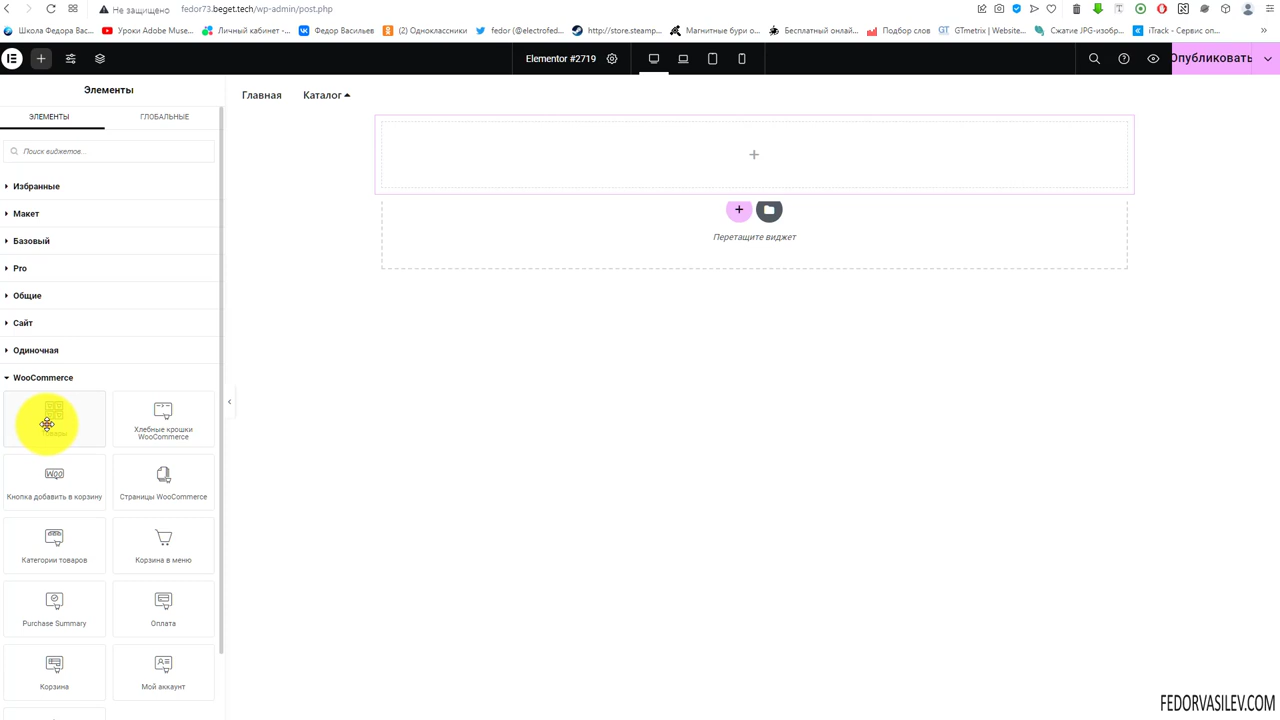 Не защищено
fedor73.beget.tech/wp-admin/post.php
Школа Федора Вас...
Уроки Adobe Muse...
Личный кабинет -...
Федор Васильев
(2) Одноклассники
fedor (@electrofed...
http://store.steamp...
Магнитные бури о...
Бесплатный онлай...
Подбор слов
GTmetrix | Website...
Сжатие JPG-изобр...
iTrack - Сервис оп...
Elementor #2719
Опубликовать
Элементы
ЭЛЕМЕНТЫ
ГЛОБАЛЬНЫЕ
Главная
Каталог
Поиск виджетов...
Избранные
Макет
Базовый
Перетащите виджет
Pro
Общие
Сайт
Одиночная
WooCommerce
Товары
Хлебные крошки
WooCommerce
Кнопка добавить в корзину
Страницы WooCommerce
Категории товаров
Корзина в меню
Purchase Summary
Оплата
Корзина
Мой аккаунт
FEDORVASILEV.COM